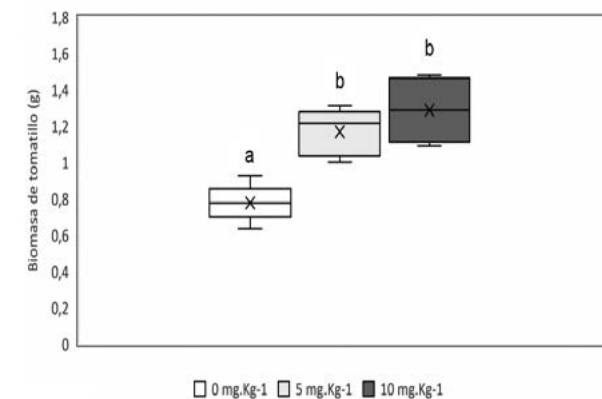 1,8
1,6
1,4
1,2
1
0,8
0,6
0,4
0,2
0
Biomasa de tomatillo (g)
a
b
b
0 mg.Kg-1 5 mg.Kg-1 10 mg.Kg-1